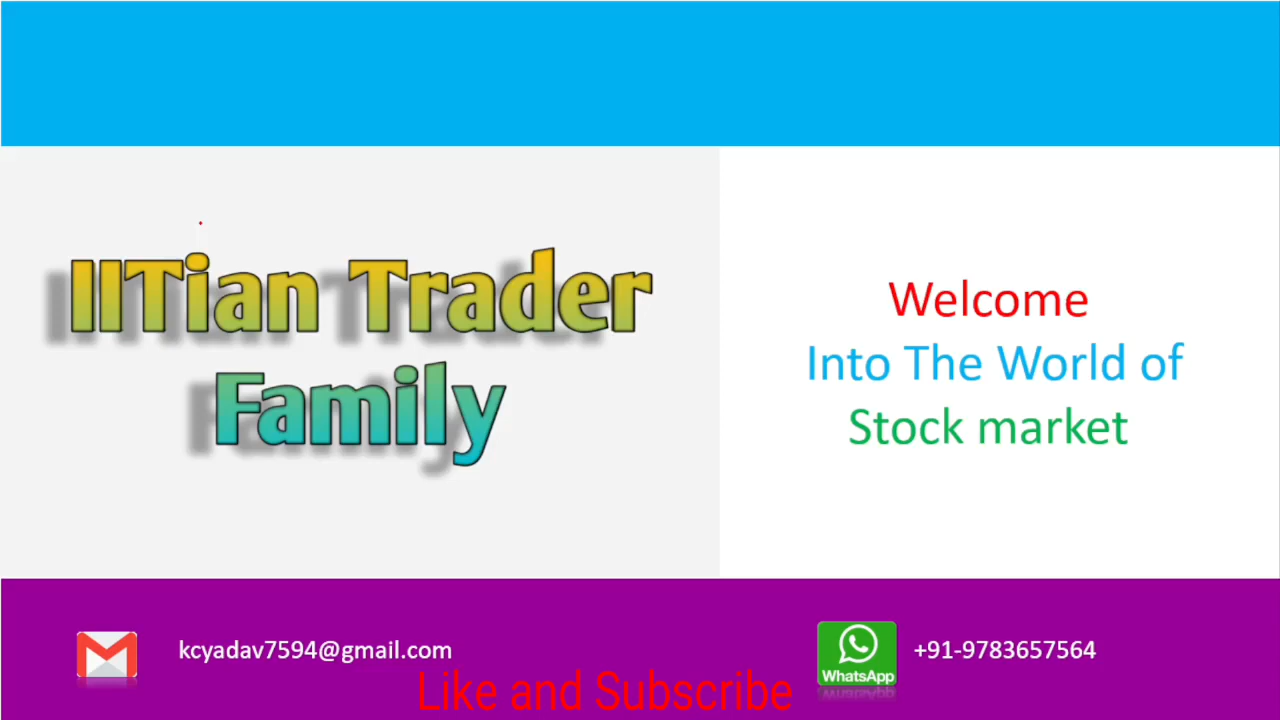 IITian Trader
Family
Welcome
Into The World of
Stock market
kcyadav7594@gmail.com
WhatsApp
+91-9783657564
Like and Subscribe